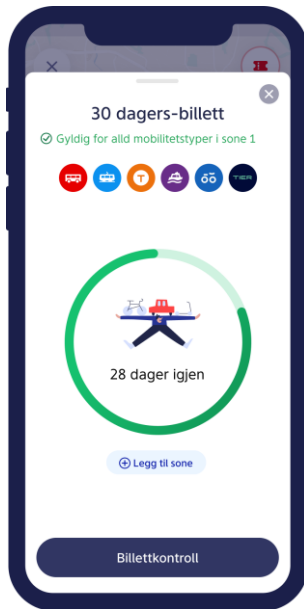 30 dagers-billett
Gyldig for alld mobilitetstyper i sone 1
T
TIER
28 dager igjen
Legg til sone
Billettkontroll